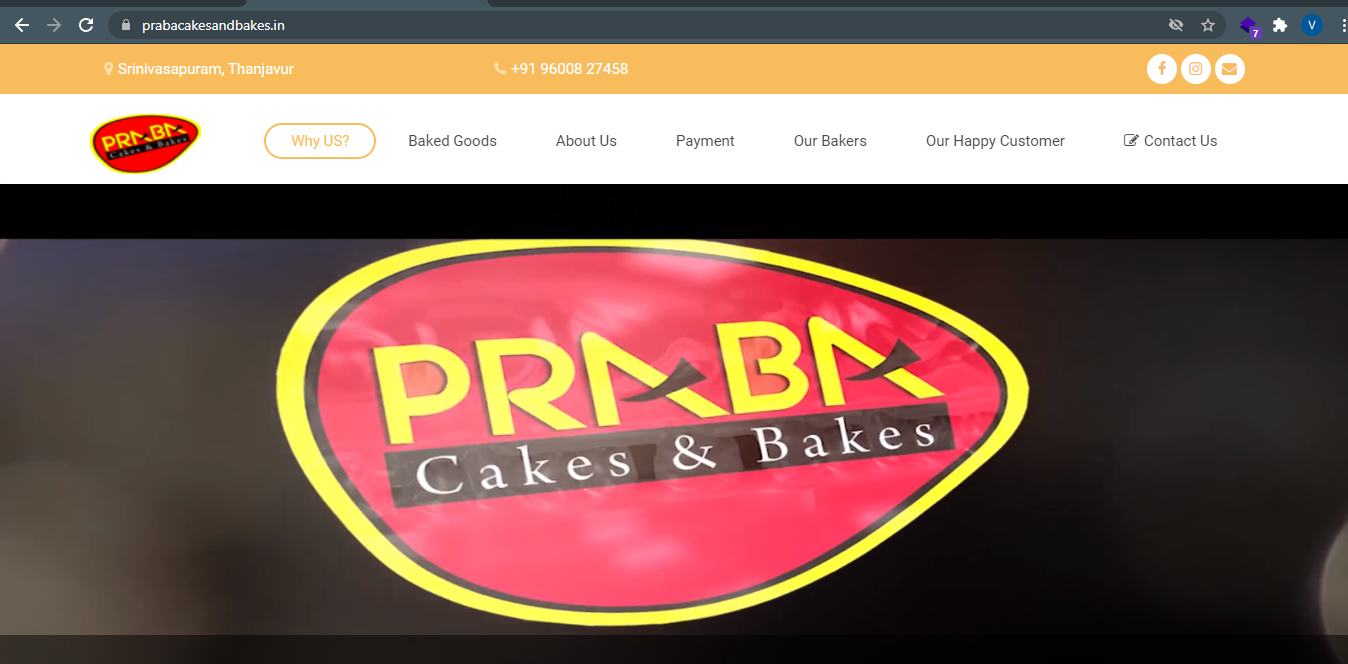 prabacakesandbakes.in
7
V
Srinivasapuram, Thanjavur
+91 96008 27458
PRABA
Cakes & Bakes
Why US?
Baked Goods
About Us
Payment
Our Bakers
Our Happy Customer
Contact Us
PRABA
Cakes & Bakes